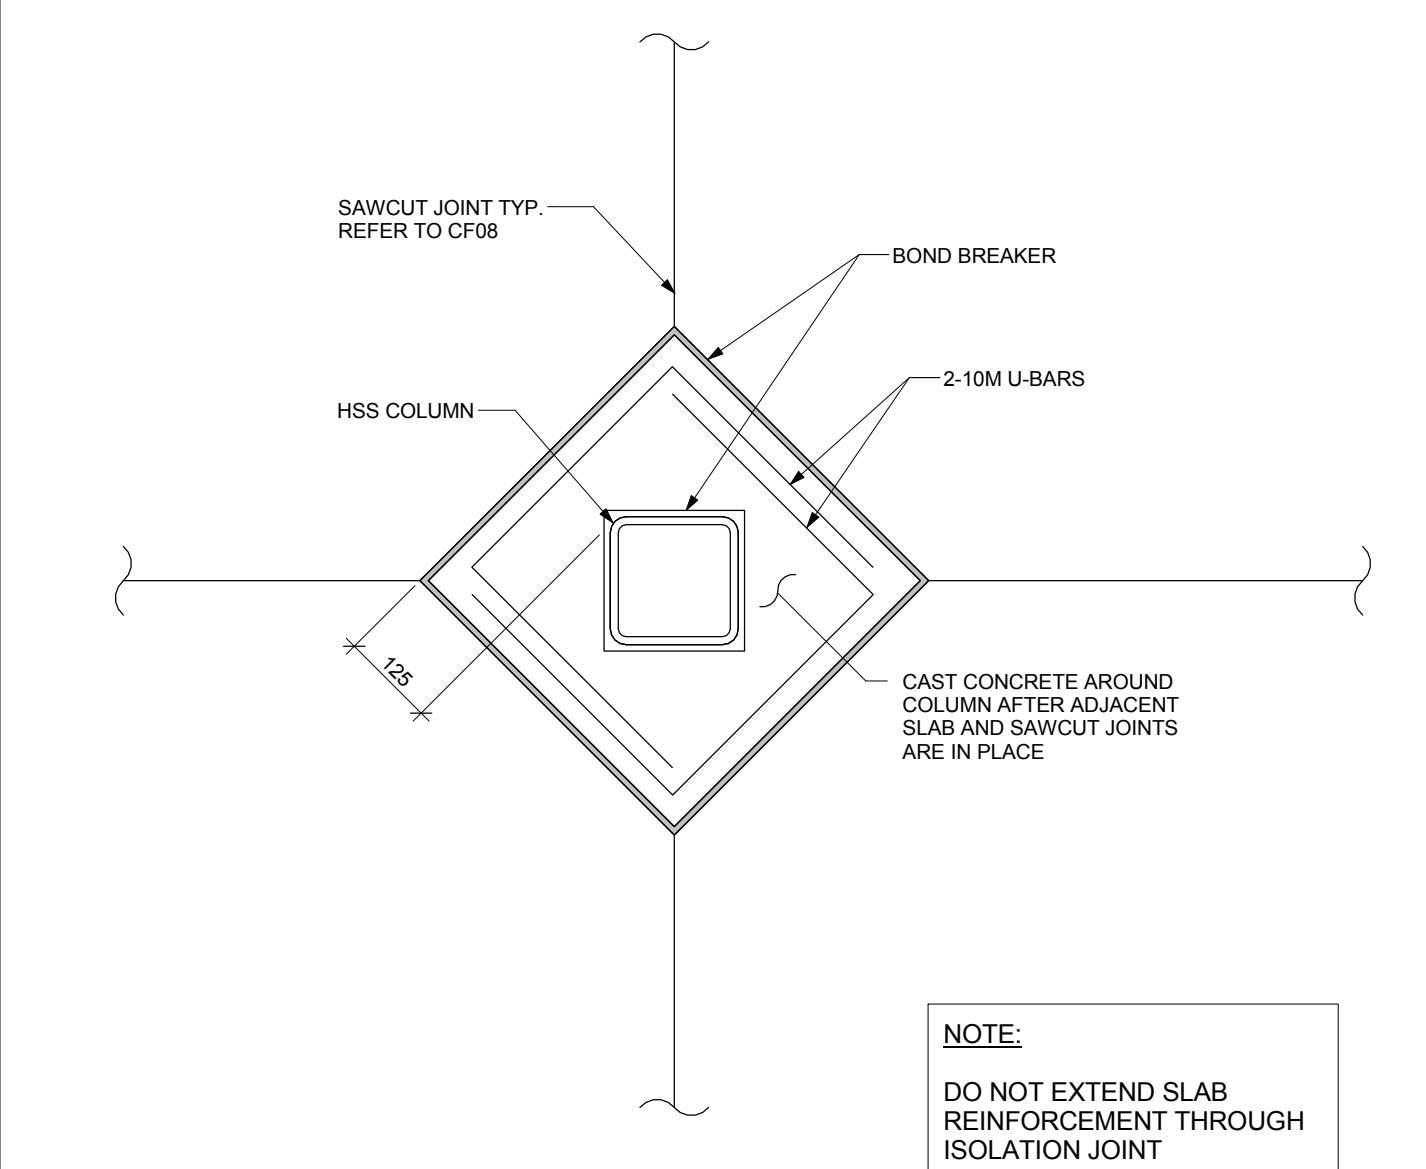 SAWCUT JOINT TYP.
REFER TO CF08
BOND BREAKER
2-10M U-BARS
HSS COLUMN
125
CAST CONCRETE AROUND
COLUMN AFTER ADJACENT
SLAB AND SAWCUT JOINTS
ARE IN PLACE
NOTE:
DO NOT EXTEND SLAB
REINFORCEMENT THROUGH
ISOLATION JOINT